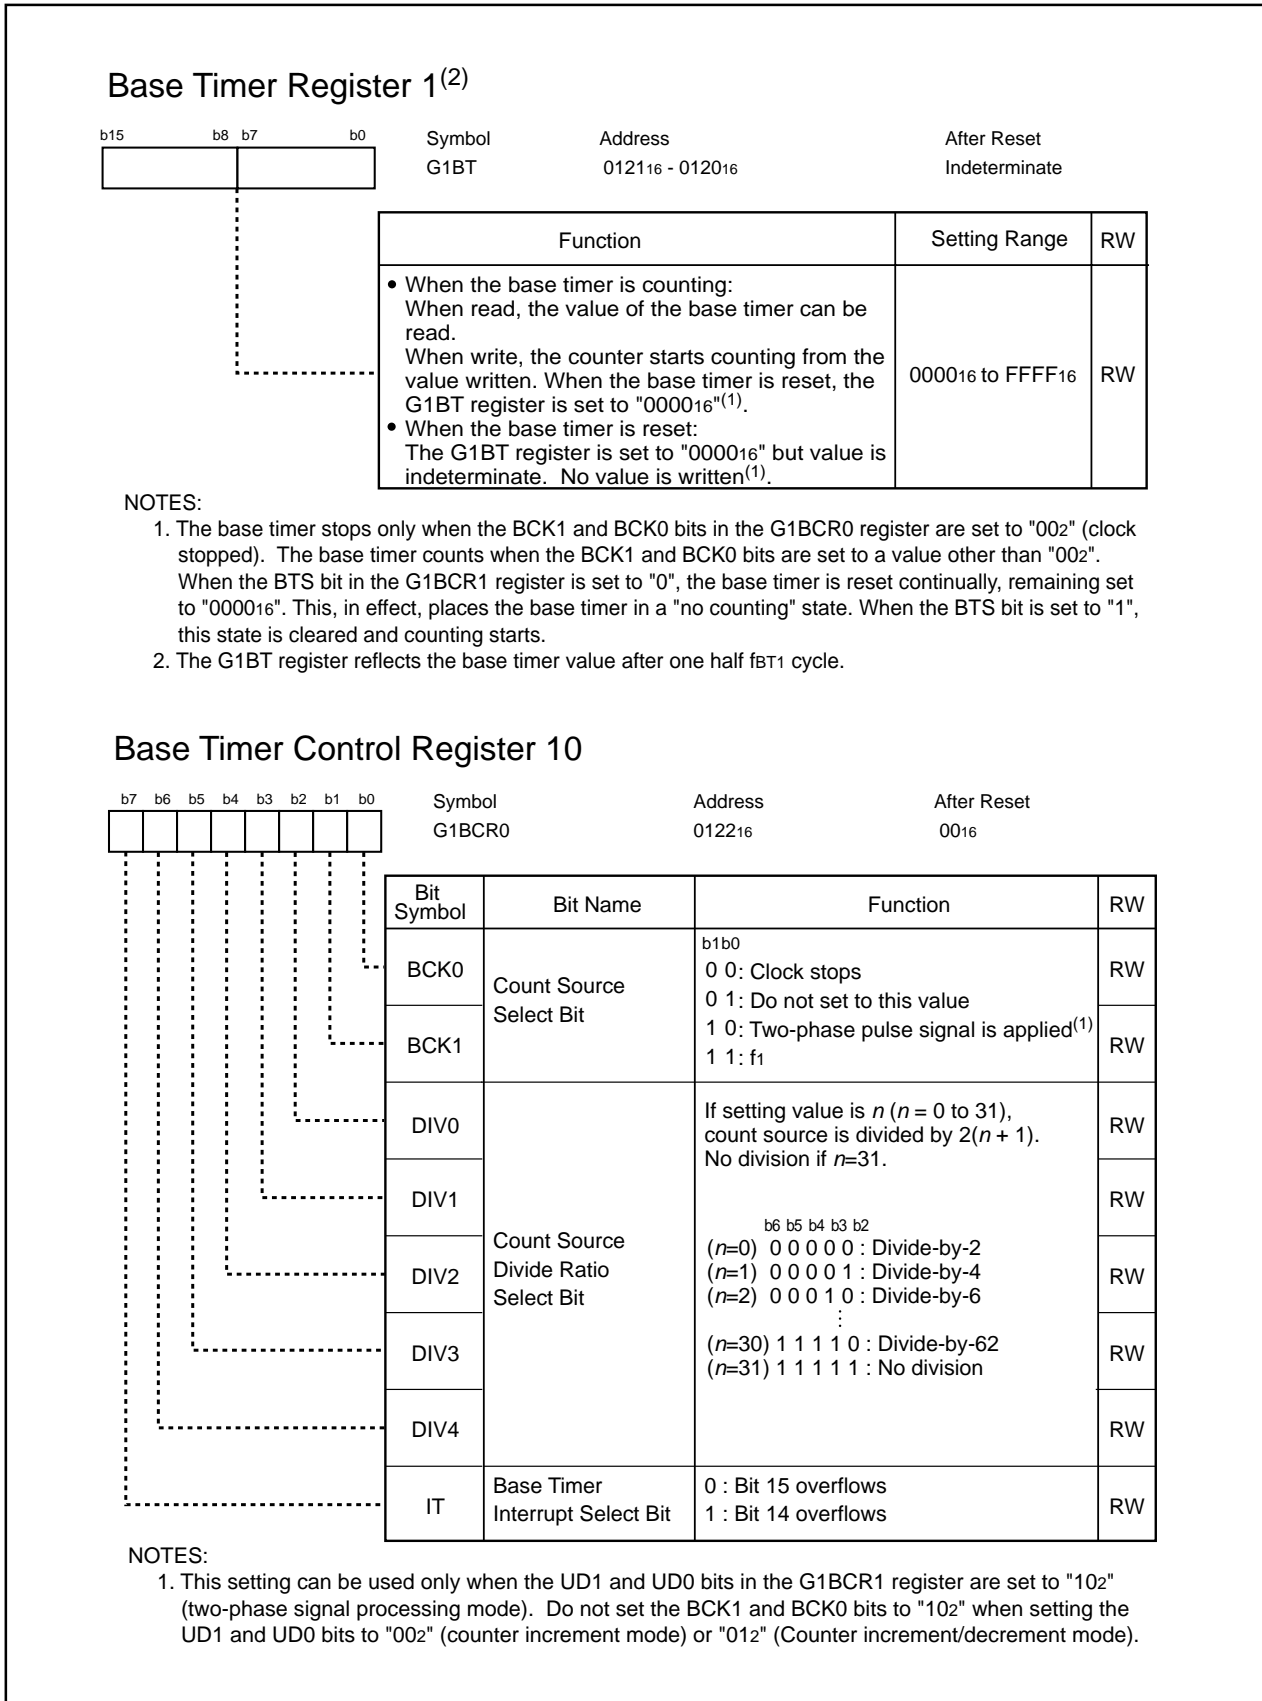 Base Timer Register 1(2)
b15 b8 b7 b0 Symbol Address After Reset
G1BT 012116 - 012016 Indeterminate
Function Setting Range RW
• When the base timer is counting:
When read, the value of the base timer can be
read.
When write, the counter starts counting from the
value written. When the base timer is reset, the
G1BT register is set to "000016"(1).
• When the base timer is reset:
The G1BT register is set to "000016" but value is
indeterminate. No value is written(1).
000016 to FFFF16 RW
NOTES:
1. The base timer stops only when the BCK1 and BCK0 bits in the G1BCR0 register are set to "002" (clock
stopped). The base timer counts when the BCK1 and BCK0 bits are set to a value other than "002".
When the BTS bit in the G1BCR1 register is set to "0", the base timer is reset continually, remaining set
to "000016". This, in effect, places the base timer in a "no counting" state. When the BTS bit is set to "1",
this state is cleared and counting starts.
2. The G1BT register reflects the base timer value after one half fBT1 cycle.
Base Timer Control Register 10
b7 b6 b5 b4 b3 b2 b1 b0 Symbol Address After Reset
G1BCR0 012216 0016
Bit
Symbol
Bit Name Function RW
BCK0
BCK1
Count Source
Select Bit
b1b0
0 0: Clock stops
0 1: Do not set to this value
1 0: Two-phase pulse signal is applied(1)
1 1: f1
RW
RW
DIV0
DIV1
DIV2
DIV3
DIV4
Count Source
Divide Ratio
Select Bit
If setting value is n (n = 0 to 31),
count source is divided by 2(n + 1).
No division if n=31.
b6 b5 b4 b3 b2
(n=0) 0 0 0 0 0 : Divide-by-2
(n=1) 0 0 0 0 1 : Divide-by-4
(n=2) 0 0 0 1 0 : Divide-by-6
⋮
(n=30) 1 1 1 1 0 : Divide-by-62
(n=31) 1 1 1 1 1 : No division
RW
RW
RW
RW
RW
IT
Base Timer
Interrupt Select Bit
0 : Bit 15 overflows
1 : Bit 14 overflows
RW
NOTES:
1. This setting can be used only when the UD1 and UD0 bits in the G1BCR1 register are set to "102"
(two-phase signal processing mode). Do not set the BCK1 and BCK0 bits to "102" when setting the
UD1 and UD0 bits to "002" (counter increment mode) or "012" (Counter increment/decrement mode).